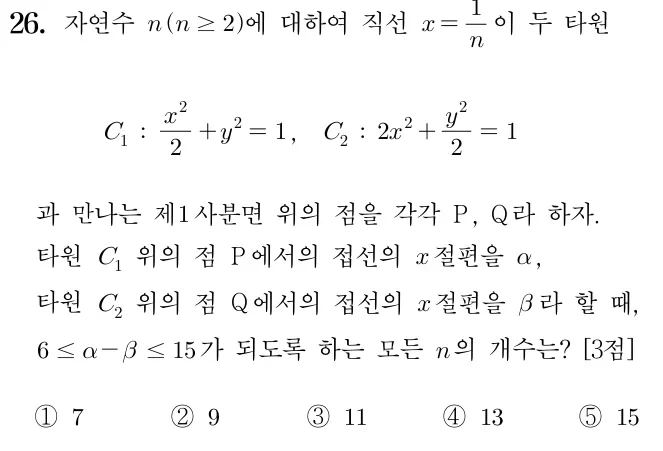 26. 자연수 n(n ≥ 2)에 대하여 직선 x = 1/n 이 두 타원
C₁ : x²/2 + y² = 1, C₂ : 2x² + y²/2 = 1
과 만나는 제1사분면 위의 점을 각각 P, Q라 하자.
타원 C₁ 위의 점 P에서의 접선의 x절편을 α,
타원 C₂ 위의 점 Q에서의 접선의 x절편을 β라 할 때,
6 ≤ α-β ≤ 15가 되도록 하는 모든 n의 개수는? [3점]
① 7 ② 9 ③ 11 ④ 13 ⑤ 15